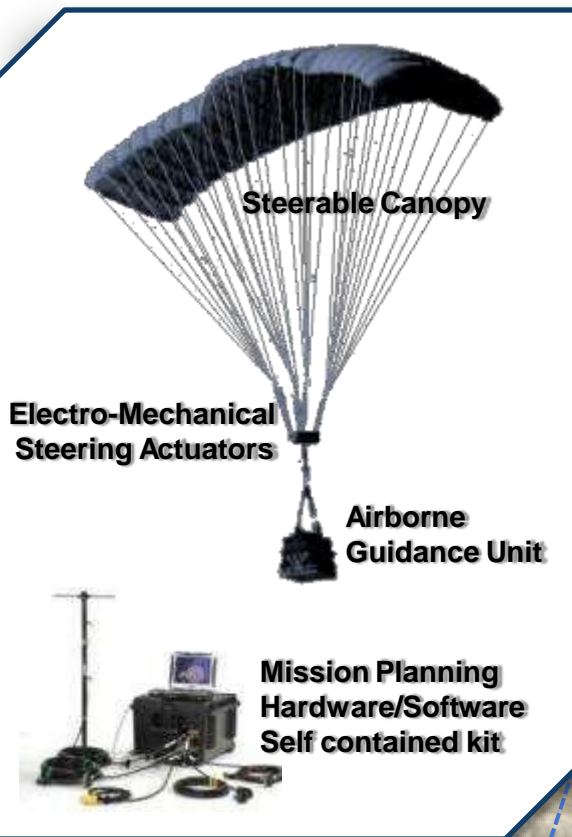 Steerable Canopy
Electro-Mechanical
Steering Actuators
Airborne
Guidance Unit
Mission Planning
Hardware/Software
Self contained kit